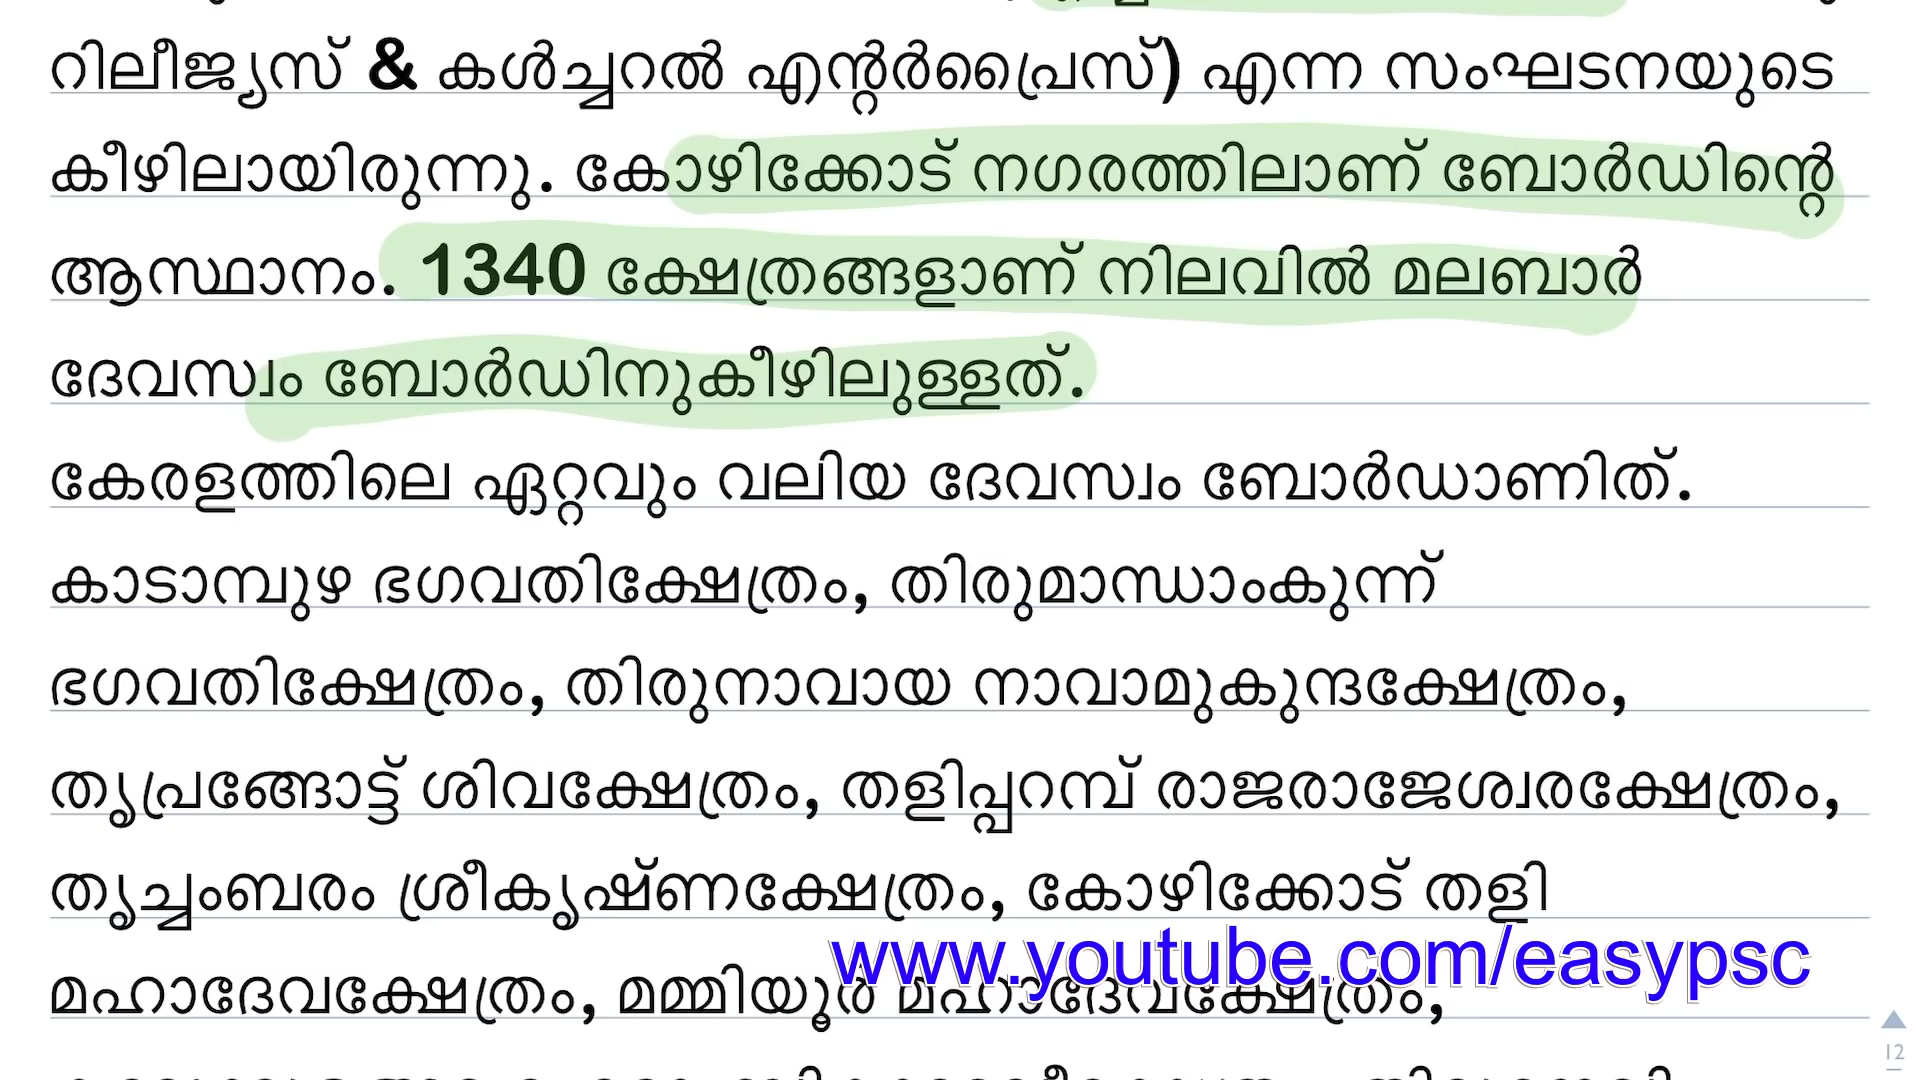 റിലീജ്യസ് & കൾച്ചറൽ എന്റർപ്രൈസ്) എന്ന സംഘടനയുടെ
കീഴിലായിരുന്നു. കോഴിക്കോട് നഗരത്തിലാണ് ബോർഡിന്റെ
ആസ്ഥാനം. 1340 ക്ഷേത്രങ്ങളാണ് നിലവിൽ മലബാർ
ദേവസ്വം ബോർഡിനുകീഴിലുള്ളത്.
കേരളത്തിലെ ഏറ്റവും വലിയ ദേവസ്വം ബോർഡാണിത്.
കാടാമ്പുഴ ഭഗവതിക്ഷേത്രം, തിരുമാന്ധാംകുന്ന്
ഭഗവതിക്ഷേത്രം, തിരുനാവായ നാവാമുകുന്ദക്ഷേത്രം,
തൃപ്രങ്ങോട്ട് ശിവക്ഷേത്രം, തളിപ്പറമ്പ് രാജരാജേശ്വരക്ഷേത്രം,
തൃച്ചംബരം ശ്രീകൃഷ്ണക്ഷേത്രം, കോഴിക്കോട് തളി
www.youtube.com/easypsc
മഹാദേവക്ഷേത്രം, മമ്മിയൂർ മഹാദേവക്ഷേത്രം,
12